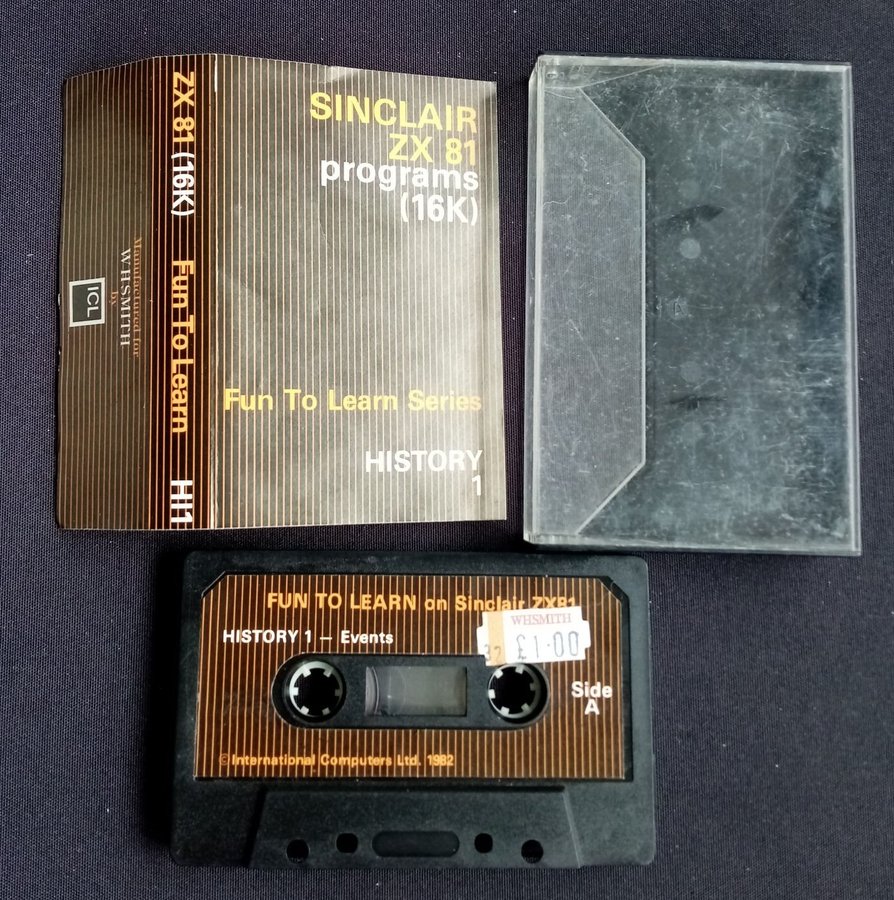 SINCLAIR
ZX 81
programs
(16K)
Fun To Learn Series
HISTORY
1
ZX 81 (16K) Fun To Learn HI1
Manufactured for
by
WHSMITH
ICL
FUN TO LEARN on Sinclair ZX81
HISTORY 1 — Events
WHSMITH
32 £1·00
Side
A
©International Computers Ltd. 1982